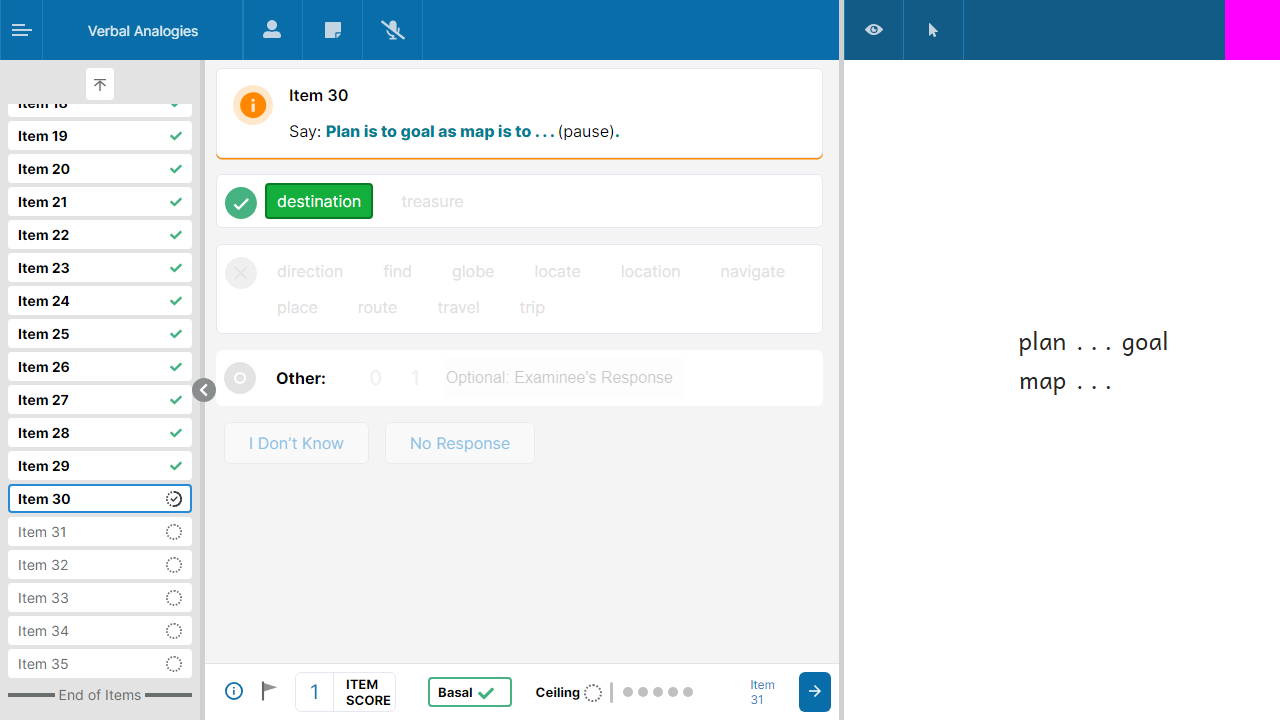 Verbal Analogies
Item 18
Item 19
Item 20
Item 21
Item 22
Item 23
Item 24
Item 25
Item 26
Item 27
Item 28
Item 29
Item 30
Item 31
Item 32
Item 33
Item 34
Item 35
End of Items
Item 30
Say: Plan is to goal as map is to . . . (pause).
destination treasure
direction find globe locate location navigate
place route travel trip
Other: 0 1 Optional: Examinee's Response
I Don't Know No Response
1 ITEM SCORE Basal Ceiling Item 31
plan . . . goal
map . . .